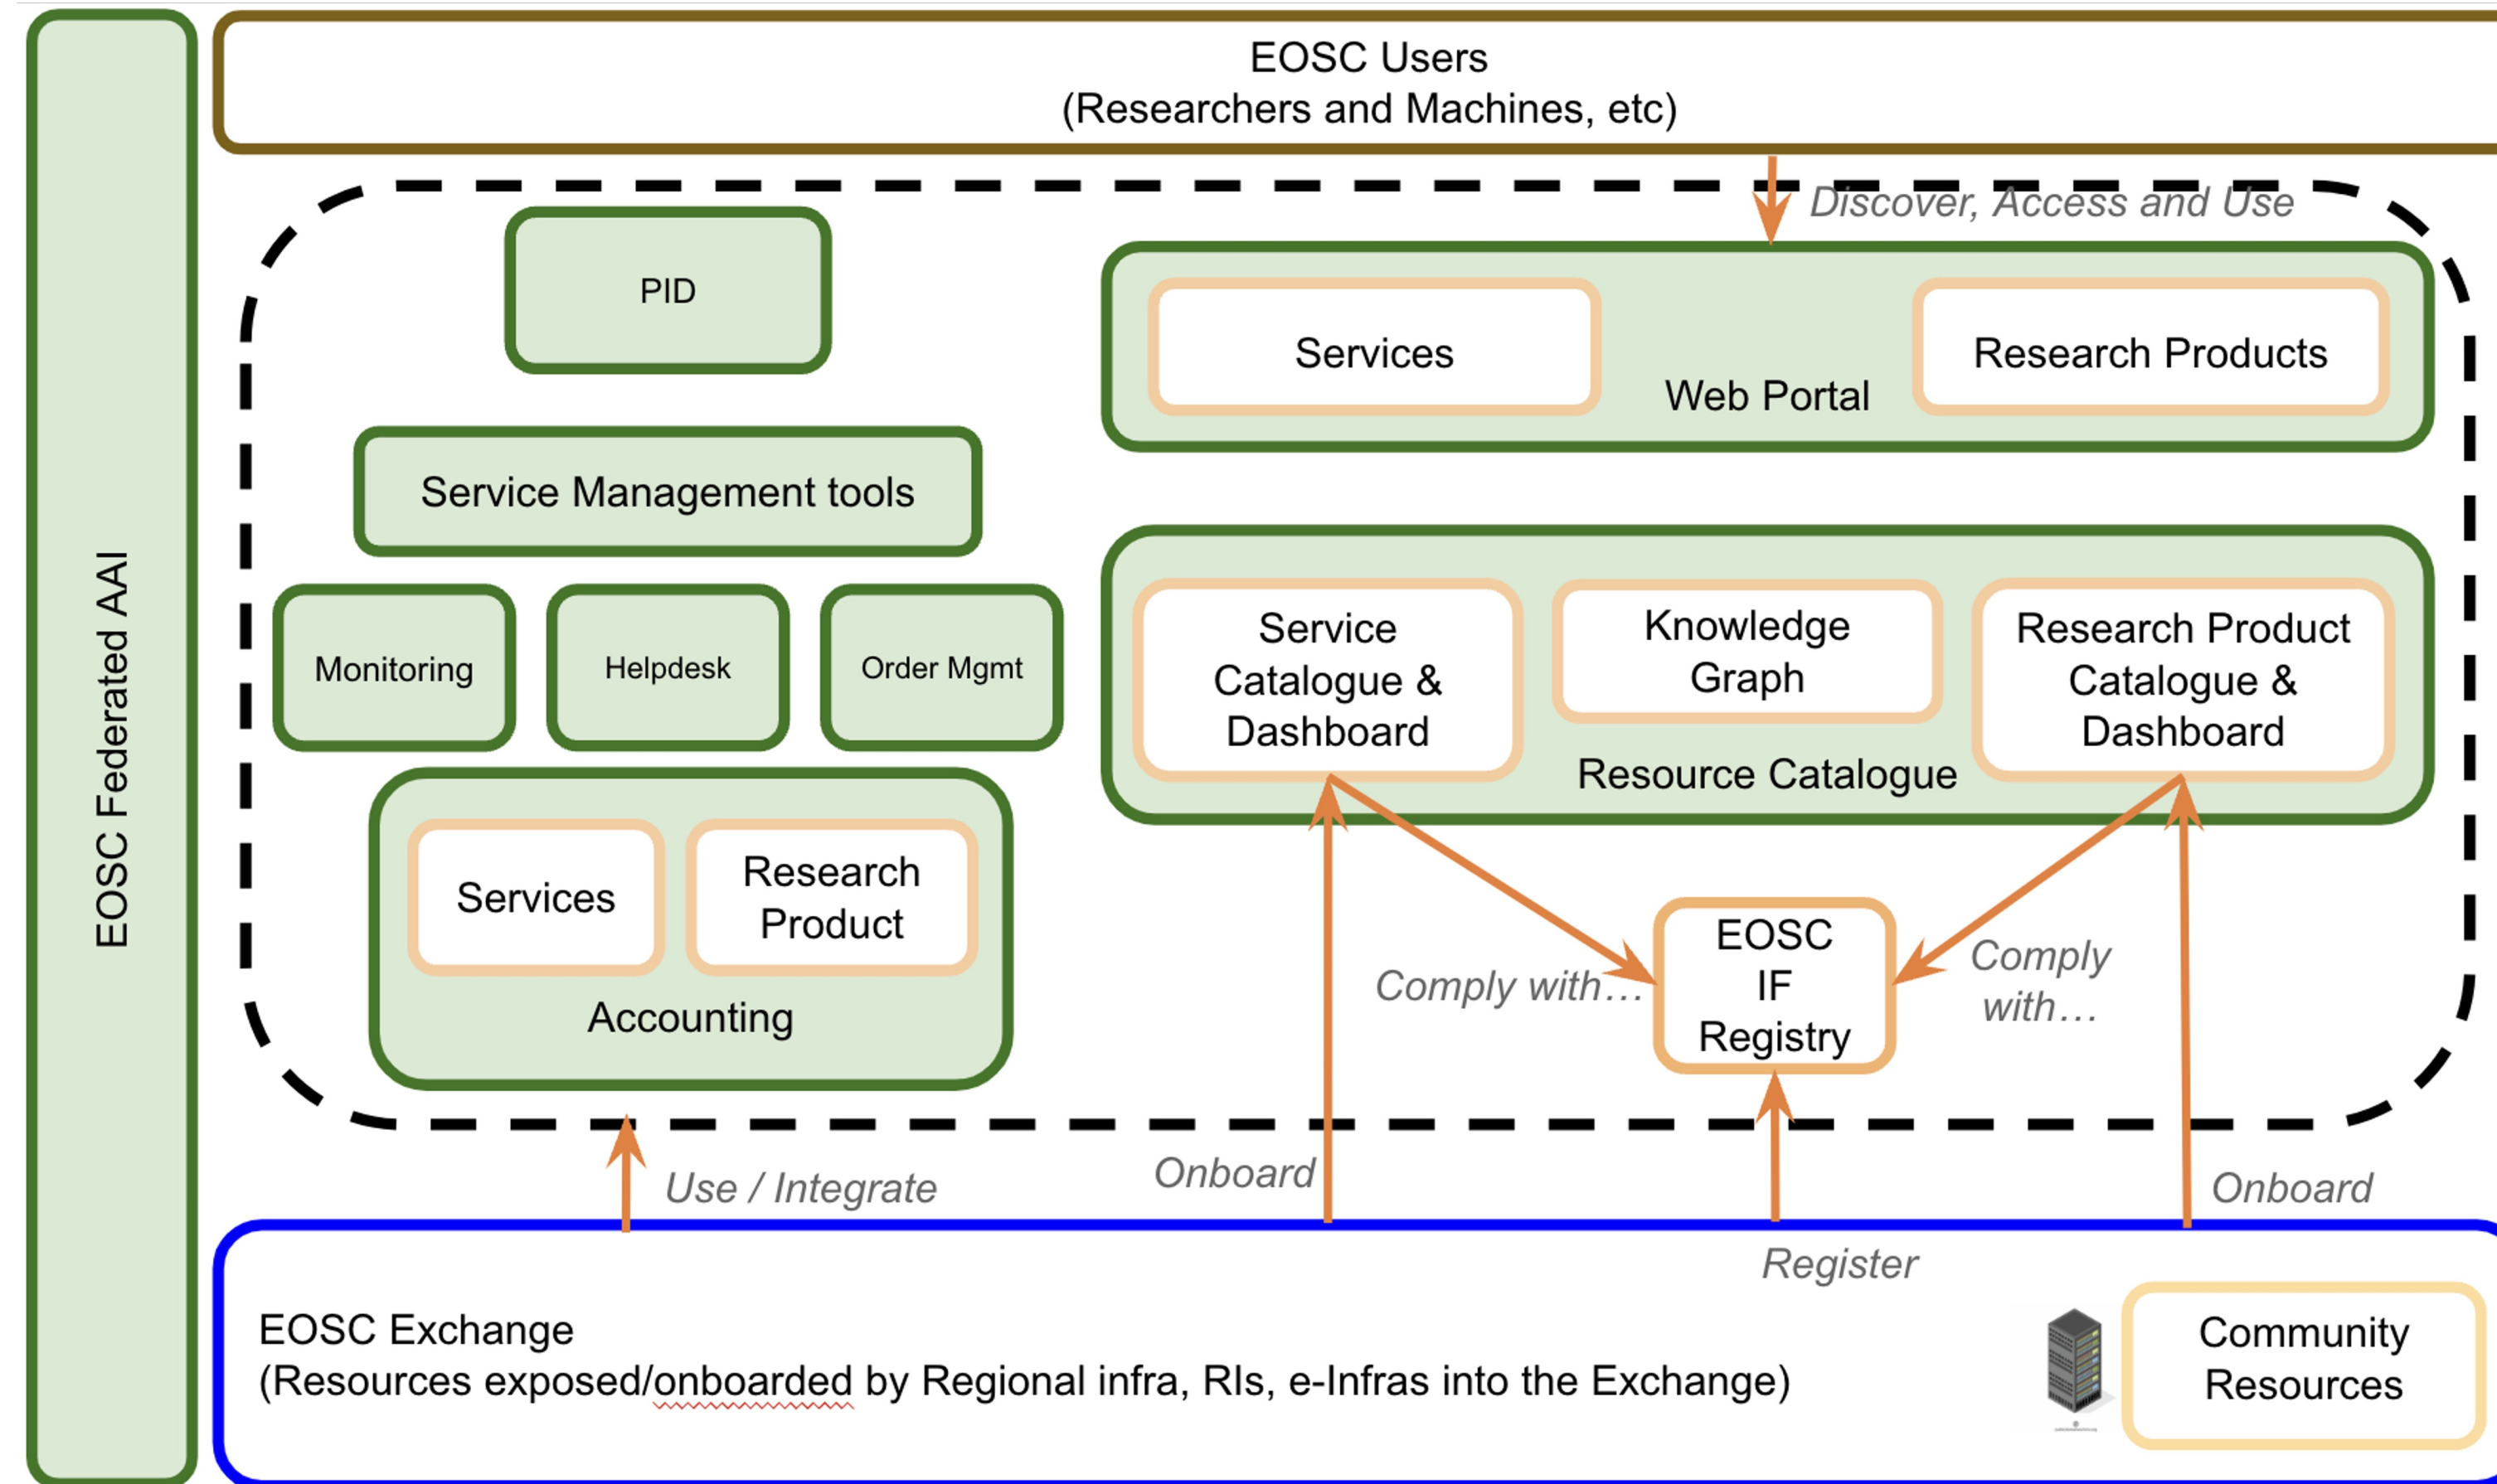 EOSC Federated AAI
EOSC Users
(Researchers and Machines, etc)
Discover, Access and Use
PID
Services
Research Products
Web Portal
Service Management tools
Monitoring
Helpdesk
Order Mgmt
Service
Catalogue &
Dashboard
Knowledge
Graph
Research Product
Catalogue &
Dashboard
Resource Catalogue
Services
Research
Product
Accounting
EOSC
IF
Registry
Comply with...
Comply
with...
Use / Integrate
Onboard
Onboard
Register
EOSC Exchange
(Resources exposed/onboarded by Regional infra, RIs, e-Infras into the Exchange)
Community
Resources